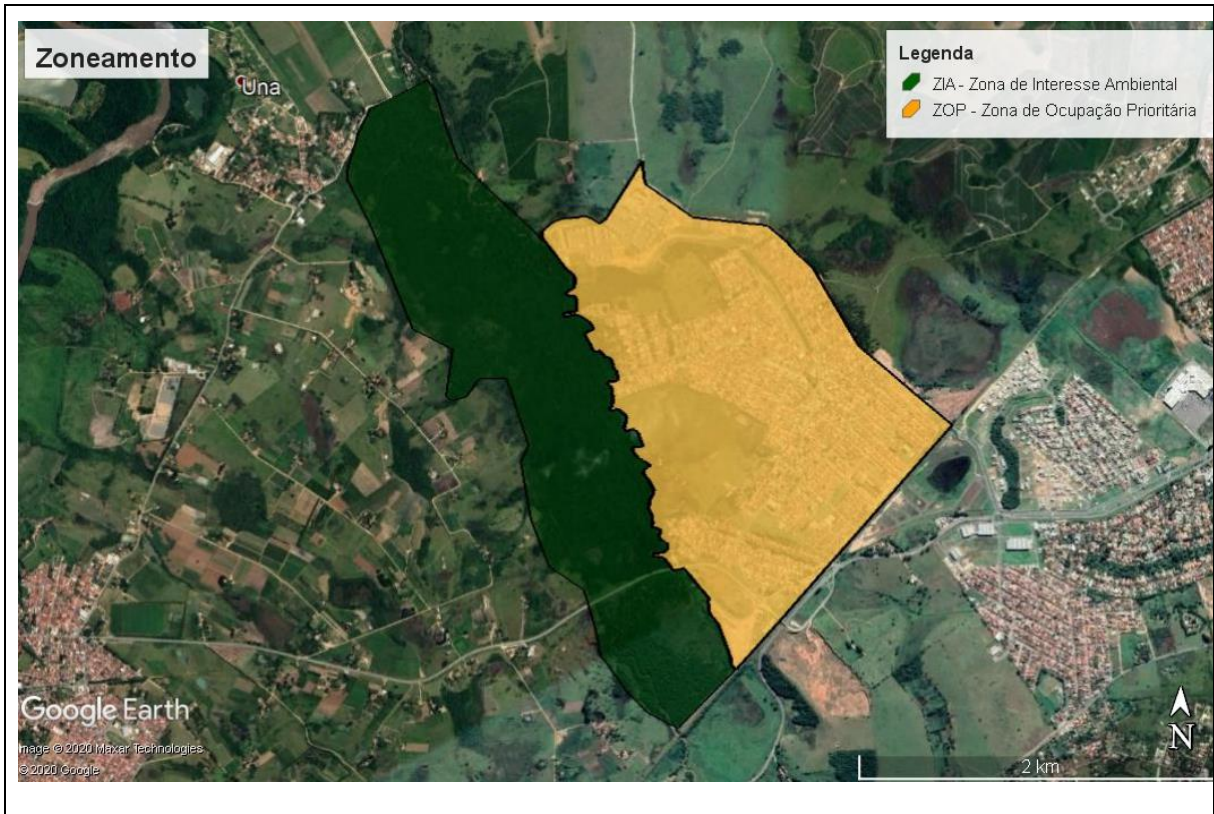 Zoneamento
Legenda
ZIA - Zona de Interesse Ambiental
ZOP - Zona de Ocupação Prioritária
Una
Google Earth
Image © 2020 Maxar Technologies
© 2020 Google
N
2 km